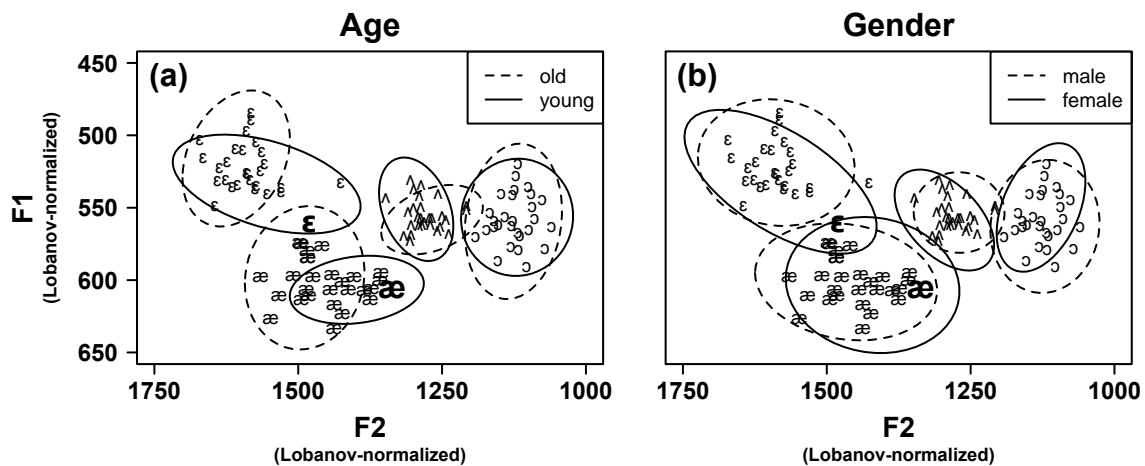 Age
Gender
(a)
old
young
(b)
male
female
450
500
550
600
650
F1
(Lobanov-normalized)
ε
æ
ε
æ
1750
1500
1250
1000
1750
1500
1250
1000
F2
(Lobanov-normalized)
F2
(Lobanov-normalized)